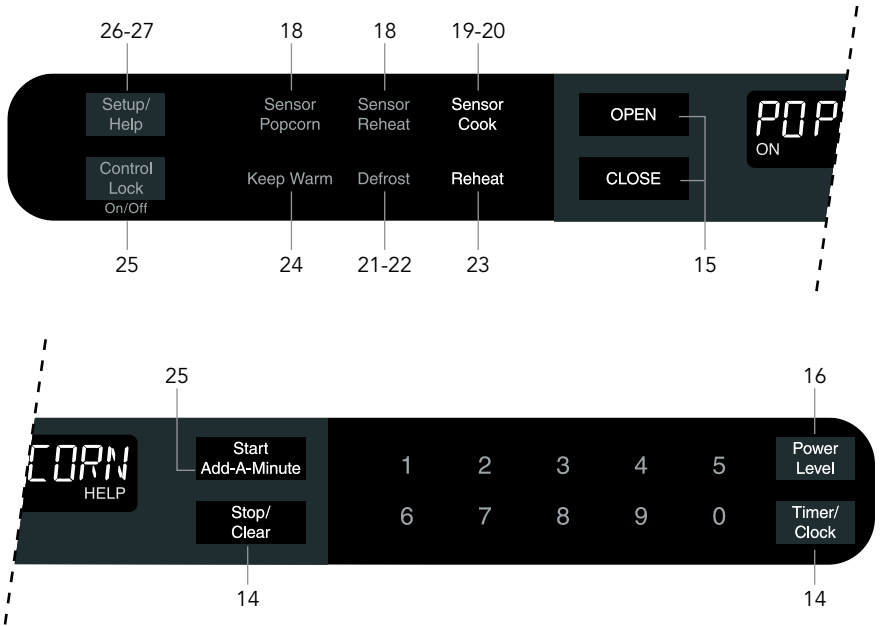 26-27 18 18 19-20
Setup/ Sensor Sensor Sensor OPEN
Help Popcorn Reheat Cook
POP
ON
Control
Lock
Keep Warm Defrost Reheat CLOSE
On/Off
25 24 21-22 23 15
25 16
CORN
HELP
Start
Add-A-Minute
1 2 3 4 5
Power
Level
Stop/
Clear
6 7 8 9 0
Timer/
Clock
14 14